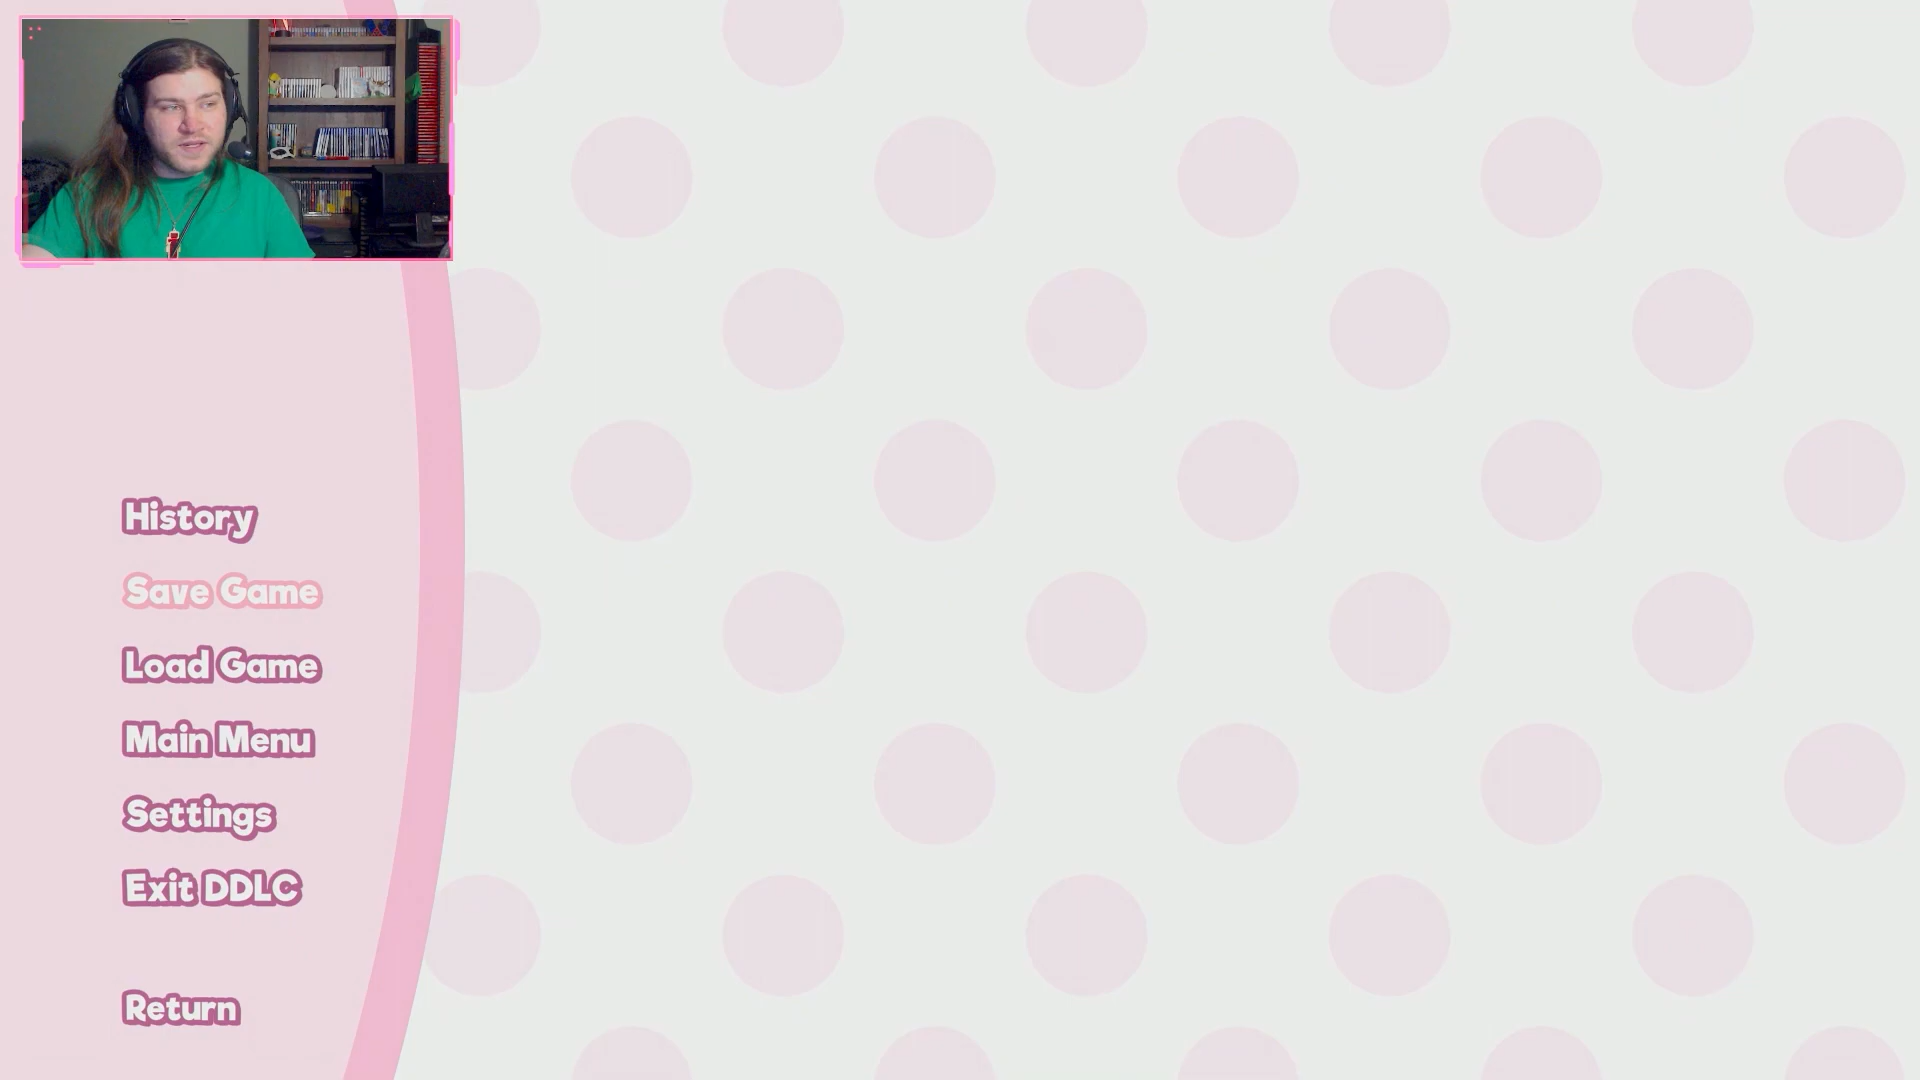 History
Save Game
Load Game
Main Menu
Settings
Exit DDLC
Return